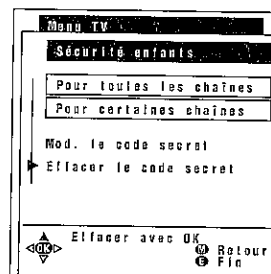 Menu TV
Sécurité enfants
Pour toutes les chaînes
Pour certaines chaînes
Mod. le code secret
Effacer le code secret
Effacer avec OK
OK
M Retour
E Fin